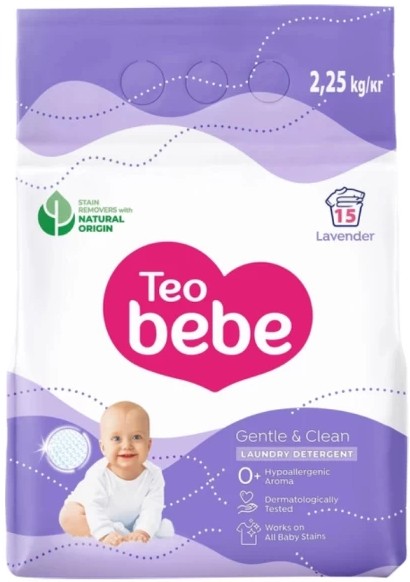 2,25 kg/кг
STAIN
REMOVERS with
NATURAL
ORIGIN
15
Lavender
Teo
bebe
Gentle & Clean
LAUNDRY DETERGENT
0+
Hypoallergenic
Aroma
Dermatologically
Tested
Works on
All Baby Stains